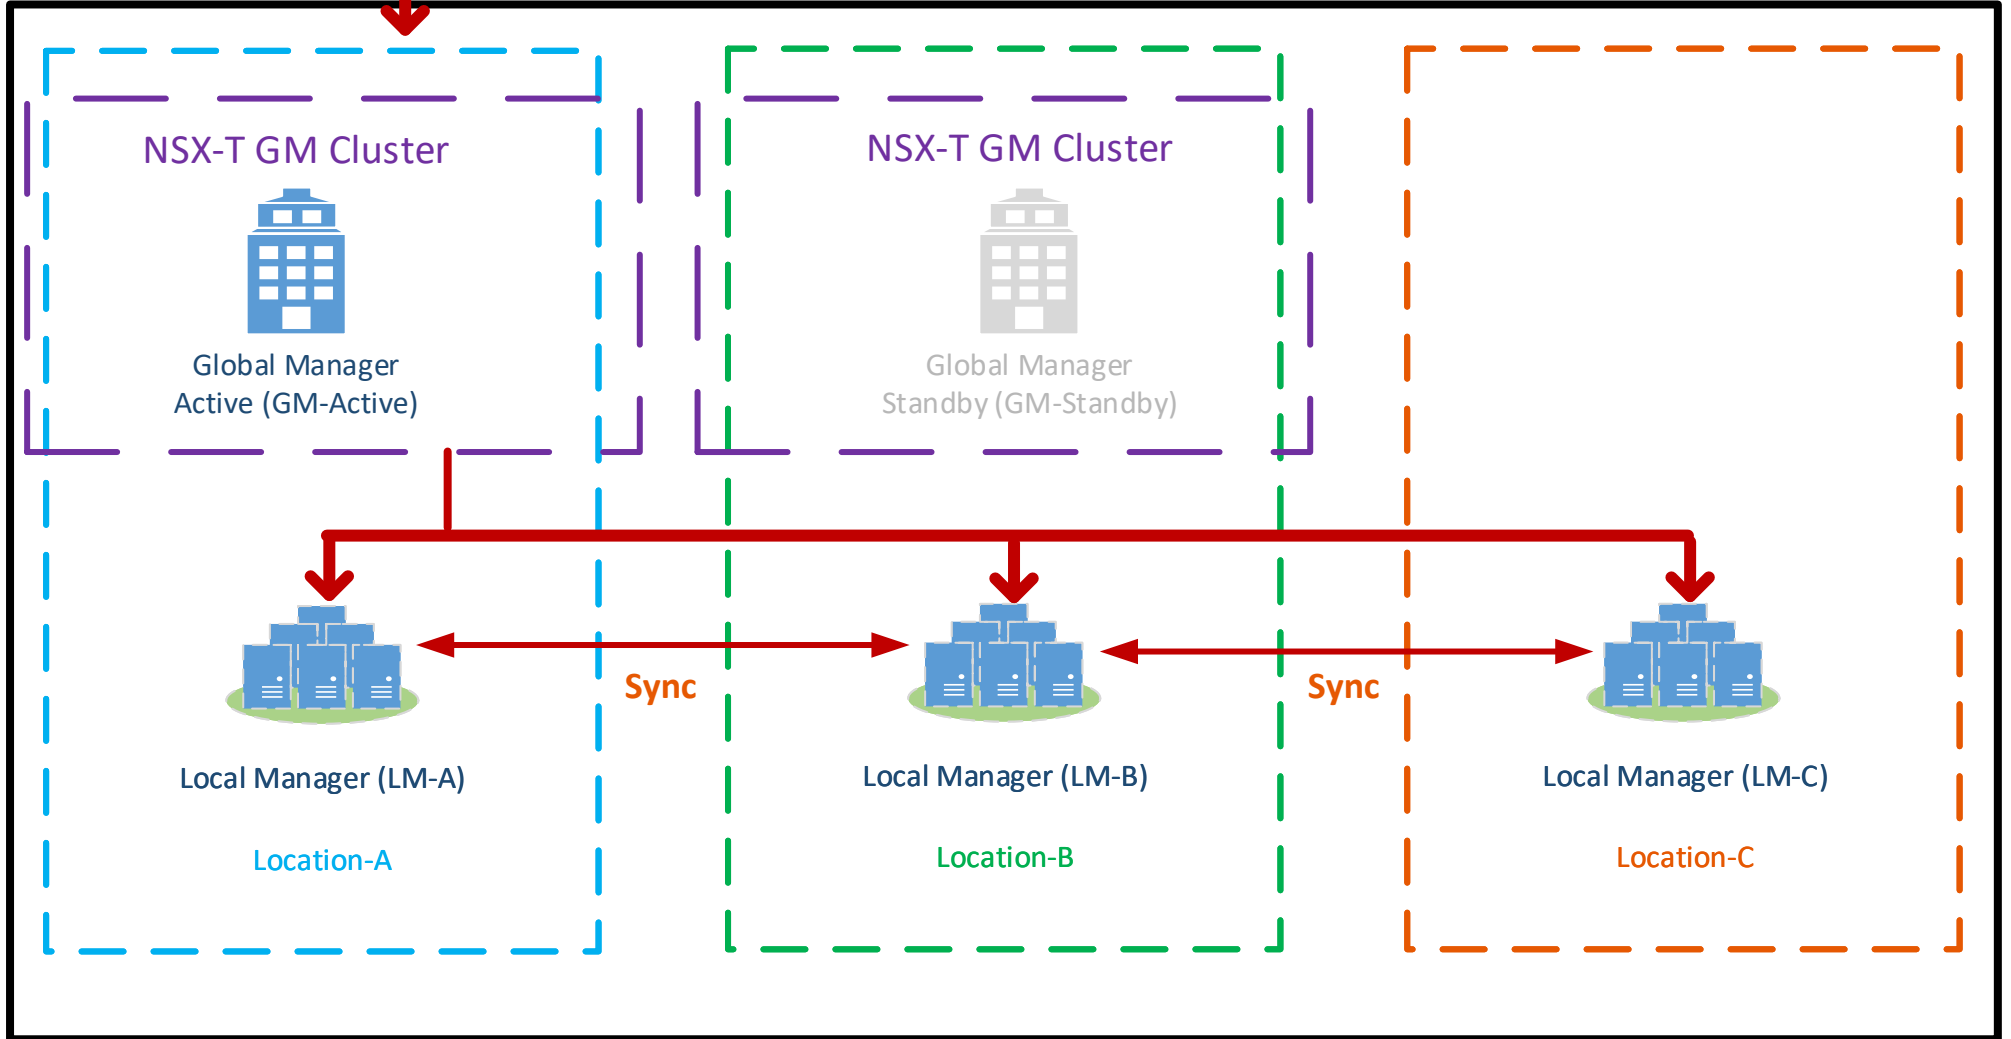 NSX-T GM Cluster
NSX-T GM Cluster
Global Manager
Active (GM-Active)
Global Manager
Standby (GM-Standby)
Sync
Sync
Local Manager (LM-A)
Local Manager (LM-B)
Local Manager (LM-C)
Location-A
Location-B
Location-C